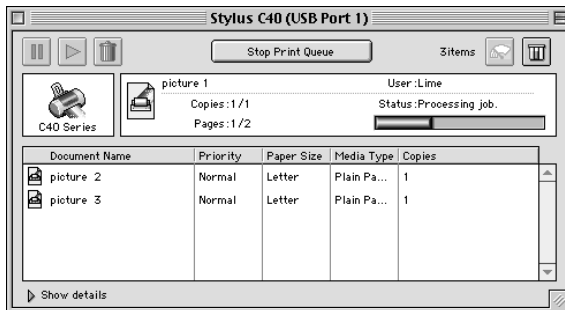 Stylus C40 (USB Port 1)
Stop Print Queue
3items
C40 Series
picture 1
User:Lime
Copies:1/1
Status:Processing job.
Pages:1/2
Document Name Priority Paper Size Media Type Copies
picture 2 Normal Letter Plain Pa... 1
picture 3 Normal Letter Plain Pa... 1
Show details